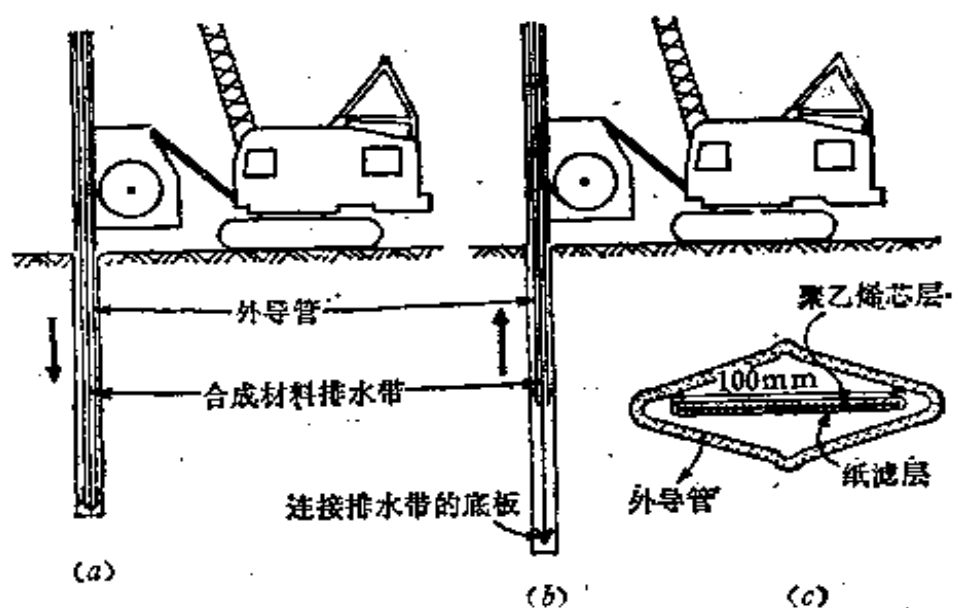 外导管
合成材料排水带
连接排水带的底板
聚乙烯芯层
100mm
纸滤层
外导管
(a)
(b)
(c)